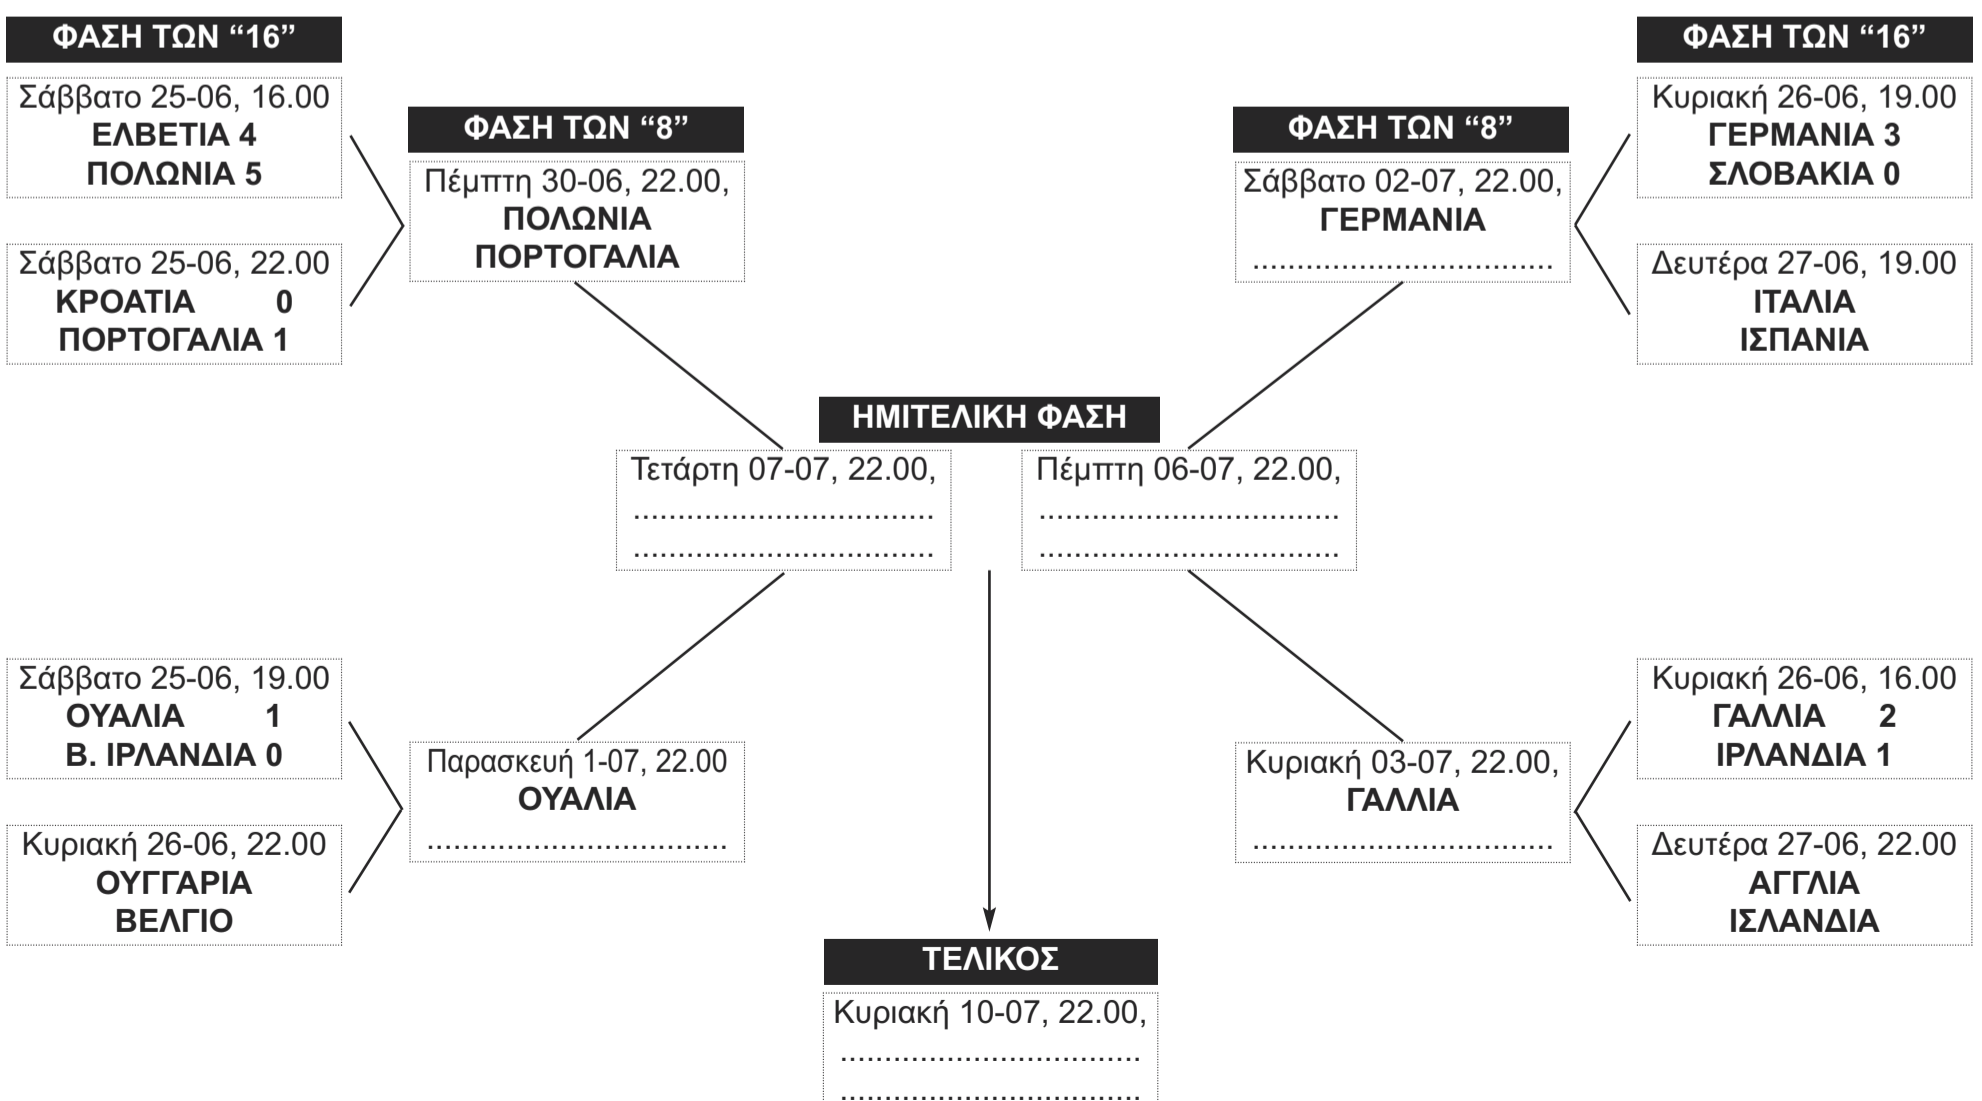 ΦΑΣΗ ΤΩΝ “16”
Σάββατο 25-06, 16.00
ΕΛΒΕΤΙΑ 4
ΠΟΛΩΝΙΑ 5
Σάββατο 25-06, 22.00
ΚΡΟΑΤΙΑ 0
ΠΟΡΤΟΓΑΛΙΑ 1
ΦΑΣΗ ΤΩΝ “8”
Πέμπτη 30-06, 22.00,
ΠΟΛΩΝΙΑ
ΠΟΡΤΟΓΑΛΙΑ
ΦΑΣΗ ΤΩΝ “8”
Σάββατο 02-07, 22.00,
ΓΕΡΜΑΝΙΑ
..................................
ΦΑΣΗ ΤΩΝ “16”
Κυριακή 26-06, 19.00
ΓΕΡΜΑΝΙΑ 3
ΣΛΟΒΑΚΙΑ 0
Δευτέρα 27-06, 19.00
ΙΤΑΛΙΑ
ΙΣΠΑΝΙΑ
ΗΜΙΤΕΛΙΚΗ ΦΑΣΗ
Τετάρτη 07-07, 22.00,
..................................
..................................
Πέμπτη 06-07, 22.00,
..................................
..................................
Σάββατο 25-06, 19.00
ΟΥΑΛΙΑ 1
Β. ΙΡΛΑΝΔΙΑ 0
Κυριακή 26-06, 22.00
ΟΥΓΓΑΡΙΑ
ΒΕΛΓΙΟ
Παρασκευή 1-07, 22.00
ΟΥΑΛΙΑ
..................................
Κυριακή 03-07, 22.00,
ΓΑΛΛΙΑ
..................................
Κυριακή 26-06, 16.00
ΓΑΛΛΙΑ 2
ΙΡΛΑΝΔΙΑ 1
Δευτέρα 27-06, 22.00
ΑΓΓΛΙΑ
ΙΣΛΑΝΔΙΑ
ΤΕΛΙΚΟΣ
Κυριακή 10-07, 22.00,
..................................
..................................